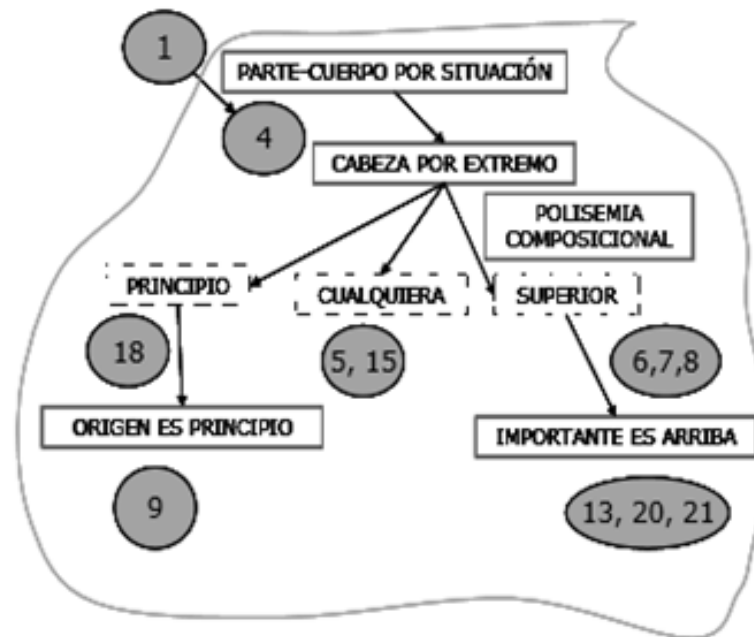 1
PARTE-CUERPO POR SITUACIÓN
4
CABEZA POR EXTREMO
POLISEMIA
COMPOSICIONAL
PRINCIPIO
CUALQUIERA
SUPERIOR
18
5, 15
6,7,8
ORIGEN ES PRINCIPIO
IMPORTANTE ES ARRIBA
9
13, 20, 21